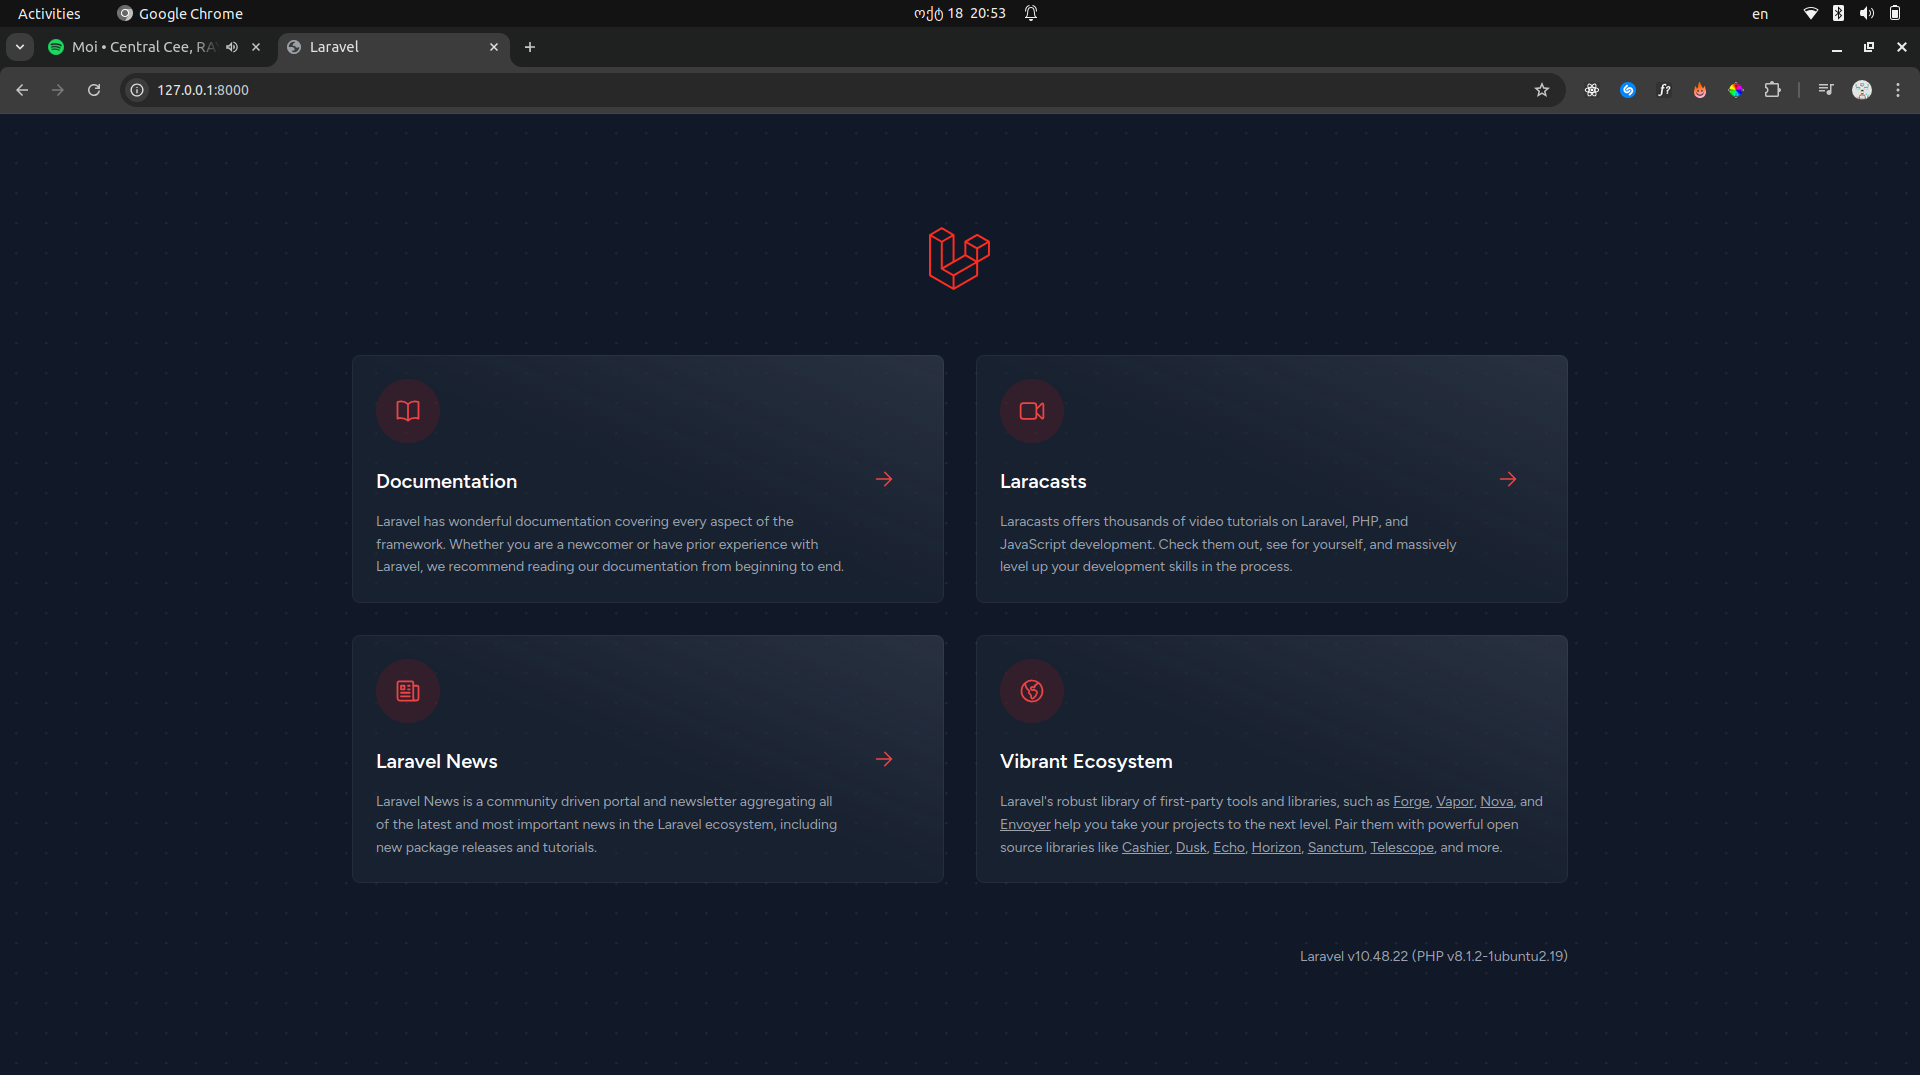 Activities
Google Chrome
ოქტ 18 20:53
en
Moi • Central Cee, RA
Laravel
127.0.0.1:8000
f?
Documentation
Laravel has wonderful documentation covering every aspect of the
framework. Whether you are a newcomer or have prior experience with
Laravel, we recommend reading our documentation from beginning to end.
Laracasts
Laracasts offers thousands of video tutorials on Laravel, PHP, and
JavaScript development. Check them out, see for yourself, and massively
level up your development skills in the process.
Laravel News
Laravel News is a community driven portal and newsletter aggregating all
of the latest and most important news in the Laravel ecosystem, including
new package releases and tutorials.
Vibrant Ecosystem
Laravel's robust library of first-party tools and libraries, such as Forge, Vapor, Nova, and
Envoyer help you take your projects to the next level. Pair them with powerful open
source libraries like Cashier, Dusk, Echo, Horizon, Sanctum, Telescope, and more.
Laravel v10.48.22 (PHP v8.1.2-1ubuntu2.19)